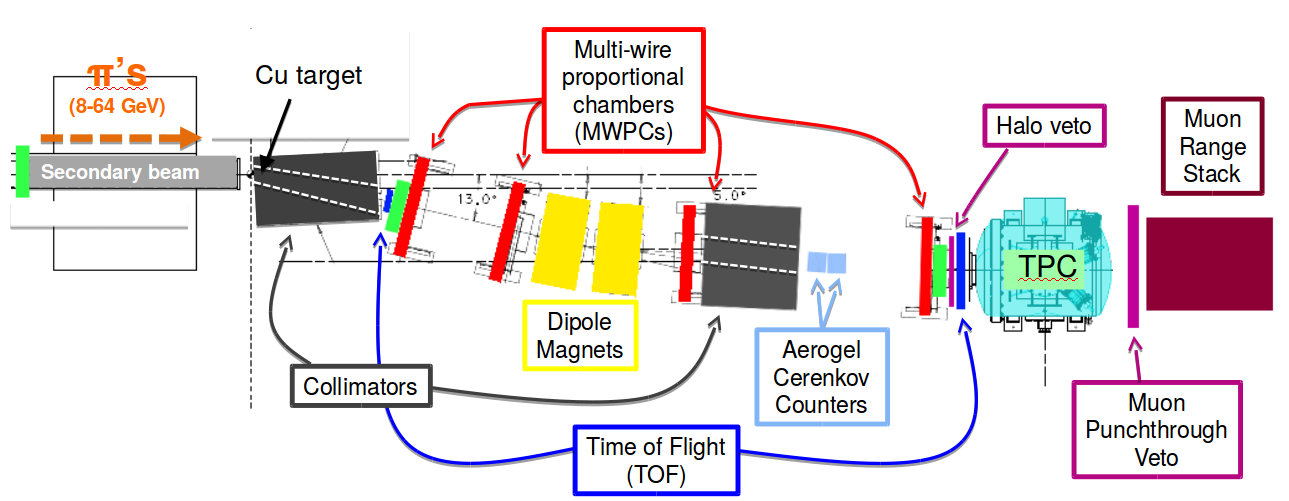 π's
(8-64 GeV)
Secondary beam
Cu target
Multi-wire
proportional
chambers
(MWPCs)
13.0°
5.0°
Halo veto
Muon
Range
Stack
TPC
Dipole
Magnets
Collimators
Aerogel
Cerenkov
Counters
Time of Flight
(TOF)
Muon
Punchthrough
Veto